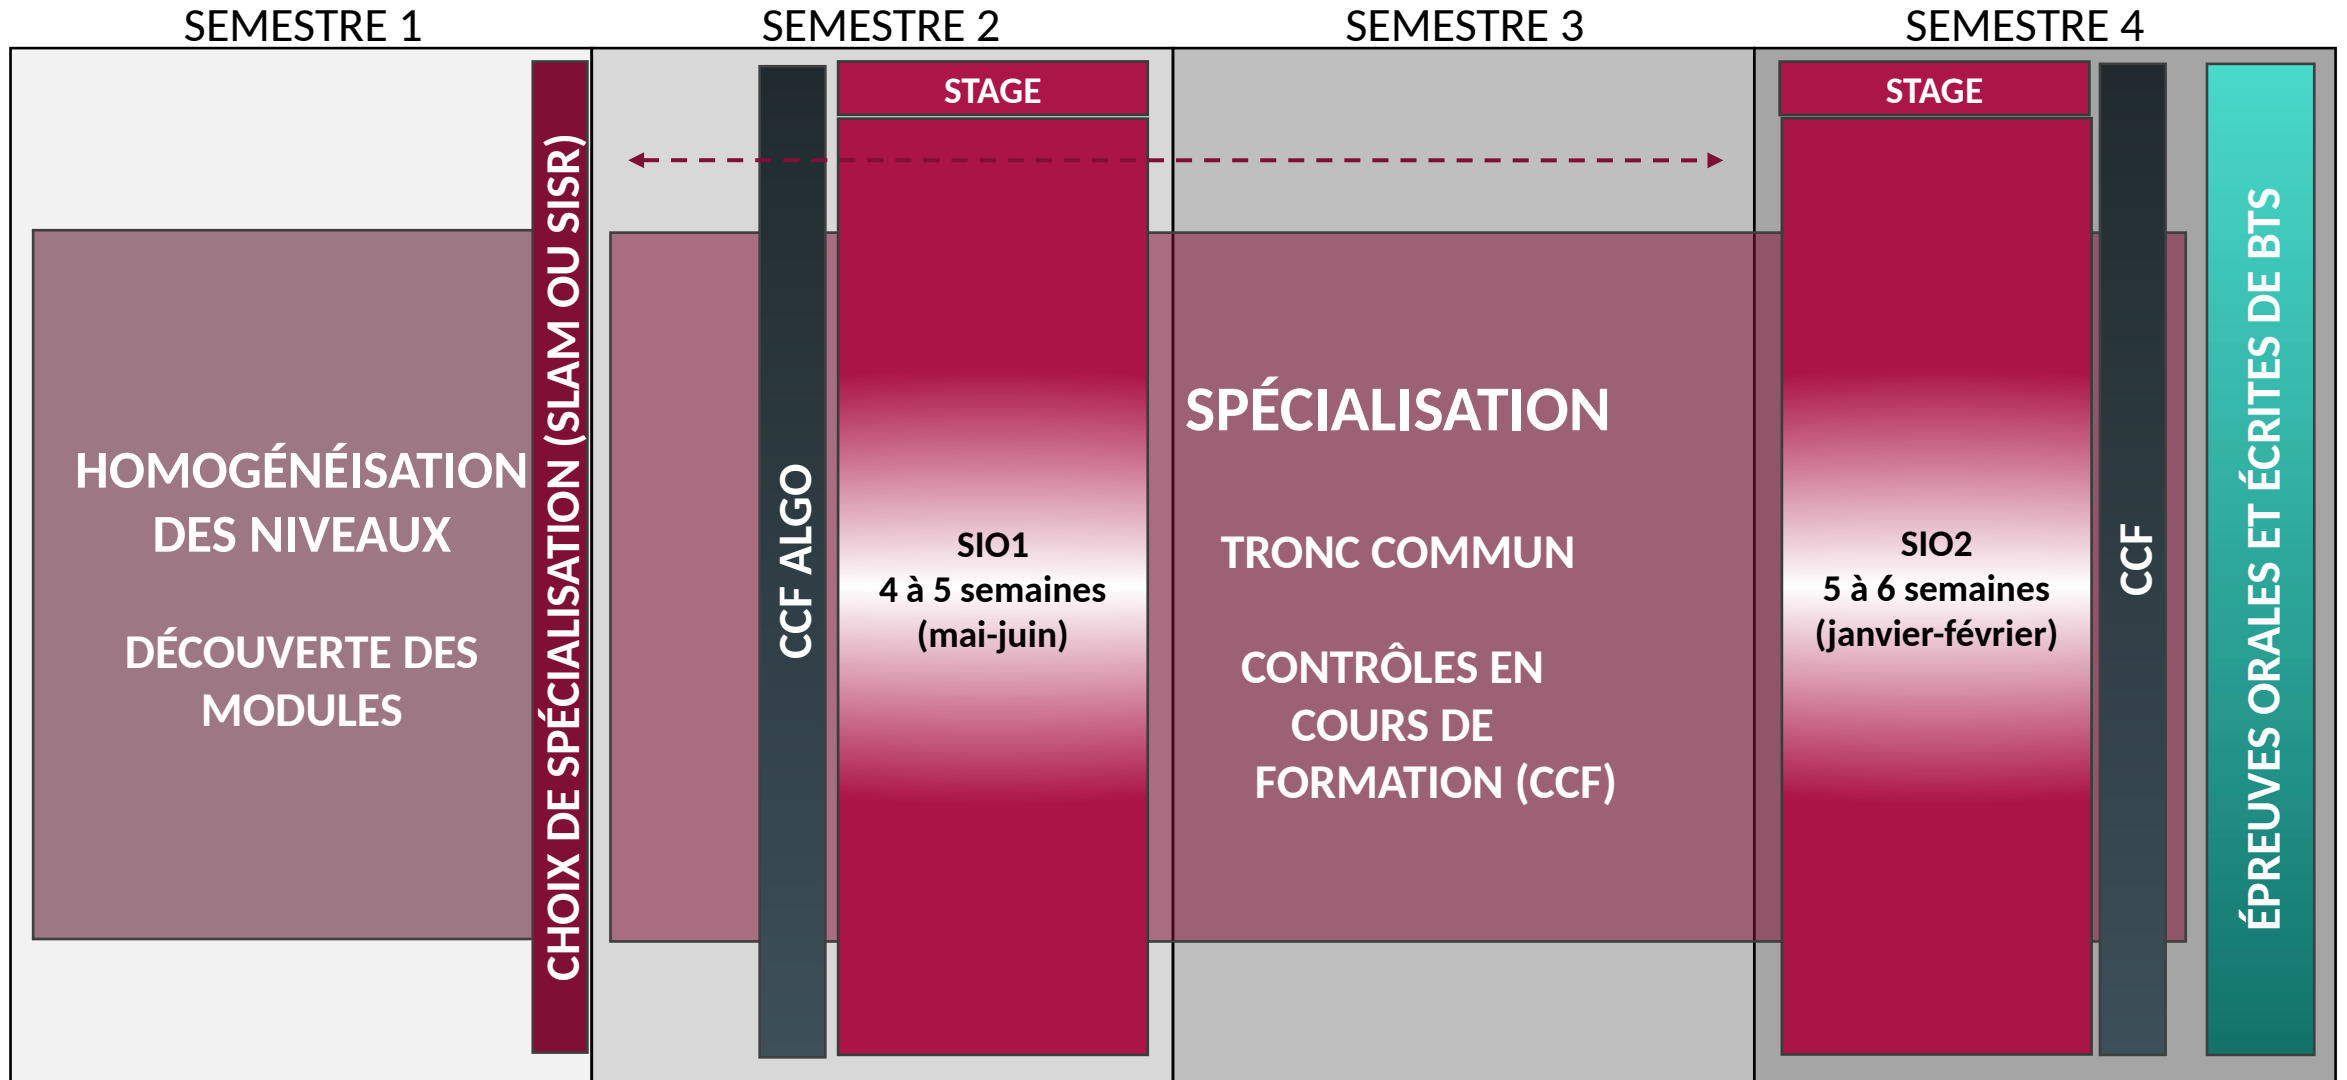 SEMESTRE 1
SEMESTRE 2
SEMESTRE 3
SEMESTRE 4
HOMOGÉNÉISATION
DES NIVEAUX
DÉCOUVERTE DES
MODULES
CHOIX DE SPÉCIALISATION (SLAM OU SISR)
CCF ALGO
STAGE
SIO1
4 à 5 semaines
(mai-juin)
SPÉCIALISATION
TRONC COMMUN
CONTRÔLES EN
COURS DE
FORMATION (CCF)
STAGE
SIO2
5 à 6 semaines
(janvier-février)
CCF
ÉPREUVES ORALES ET ÉCRITES DE BTS